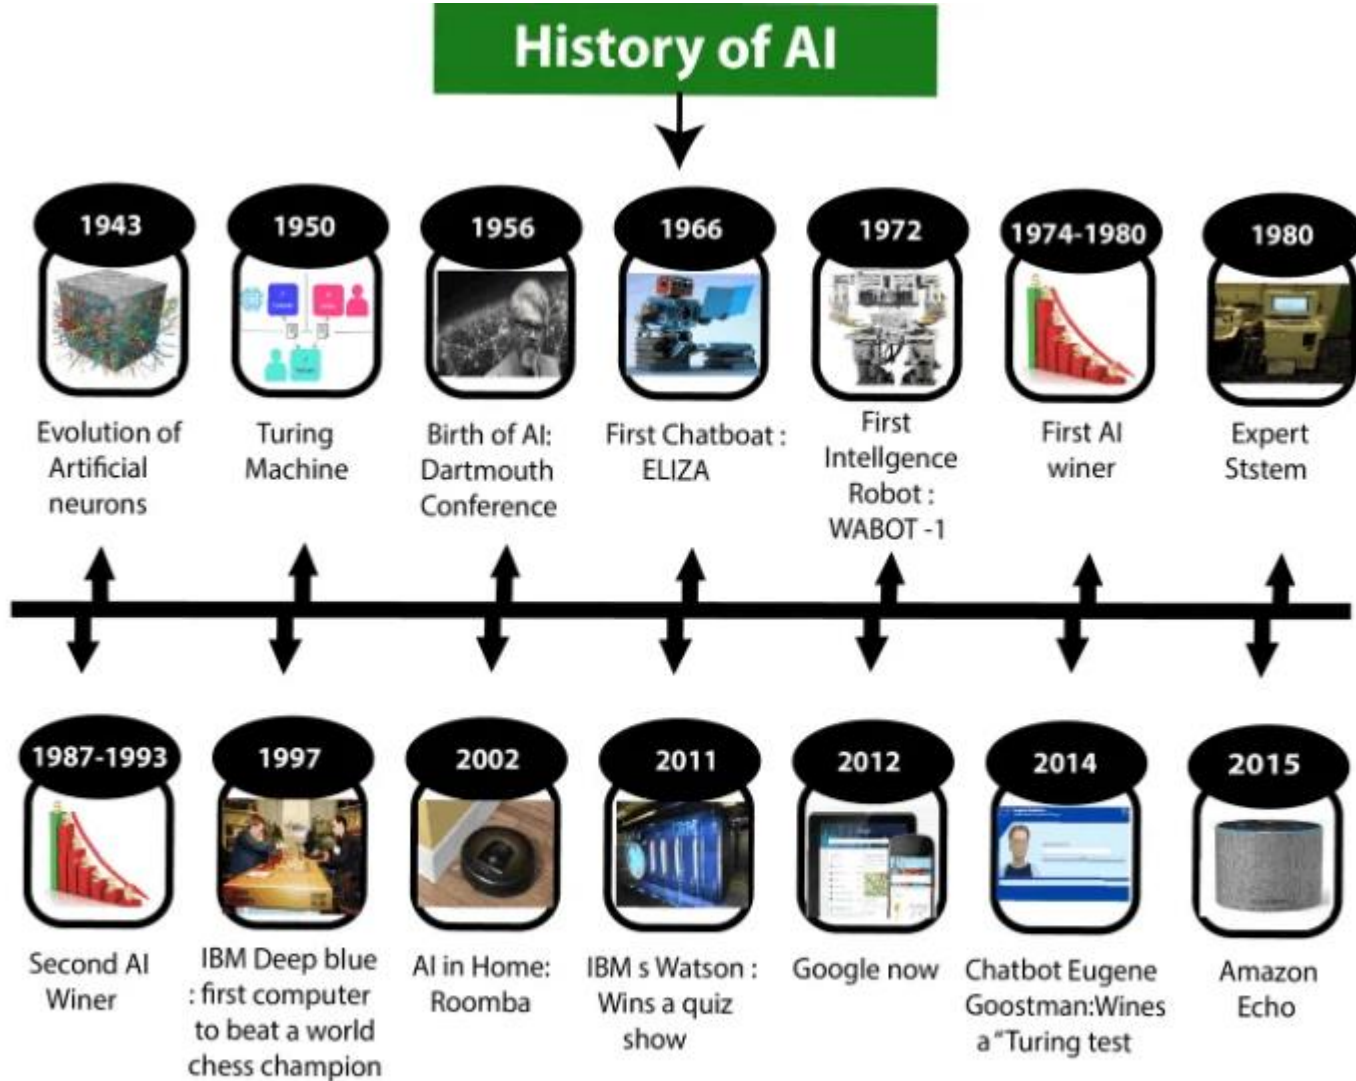 History of AI
1943
1950
1956
1966
1972
1974-1980
1980
Evolution of
Artificial
neurons
Turing
Machine
Birth of AI:
Dartmouth
Conference
First Chatboat :
ELIZA
First
Intellgence
Robot :
WABOT -1
First AI
winer
Expert
Ststem
1987-1993
1997
2002
2011
2012
2014
2015
Second AI
Winer
IBM Deep blue
: first computer
to beat a world
chess champion
AI in Home:
Roomba
IBM s Watson :
Wins a quiz
show
Google now
Chatbot Eugene
Goostman:Wines
a “Turing test
Amazon
Echo